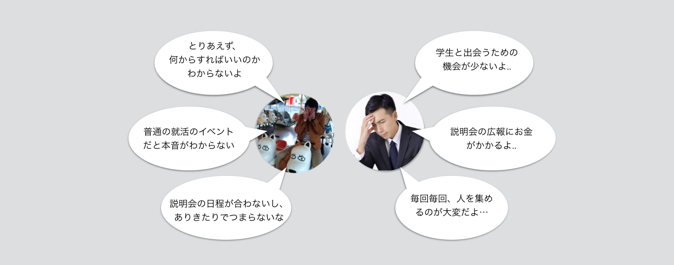 とりあえず、
何からすればいいのか
わからないよ
普通の就活のイベント
だと本音がわからない
説明会の日程が合わないし、
ありきたりでつまらないな
学生と出会うための
機会が少ないよ..
説明会の広報にお金
がかかるよ..
毎回毎回、人を集め
るのが大変だよ…